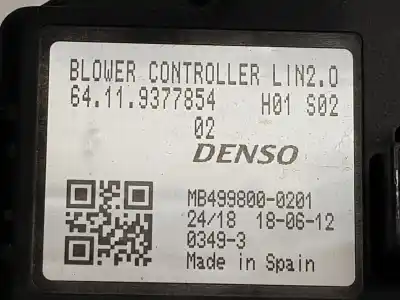 BLOWER CONTROLLER LIN2.0
64.11.9377854 H01 S02
02
DENSO
MB499800-0201
24/18 18-06-12
0349-3
Made in Spain